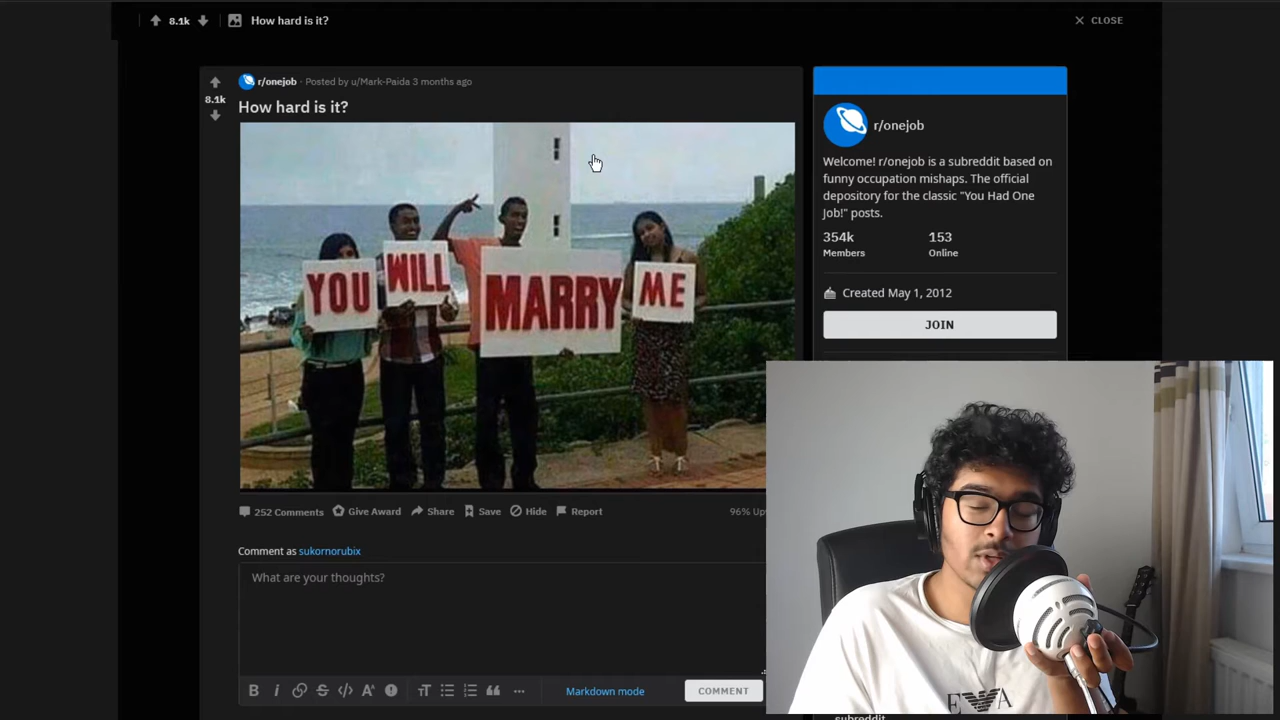 8.1k How hard is it? CLOSE
r/onejob · Posted by u/Mark-Paida 3 months ago
8.1k
How hard is it?
YOU WILL MARRY ME
252 Comments Give Award Share Save Hide Report 96%
Comment as sukornorubix
What are your thoughts?
B i Markdown mode COMMENT
r/onejob
Welcome! r/onejob is a subreddit based on
funny occupation mishaps. The official
depository for the classic "You Had One
Job!" posts.
354k 153
Members Online
Created May 1, 2012
JOIN
subreddit